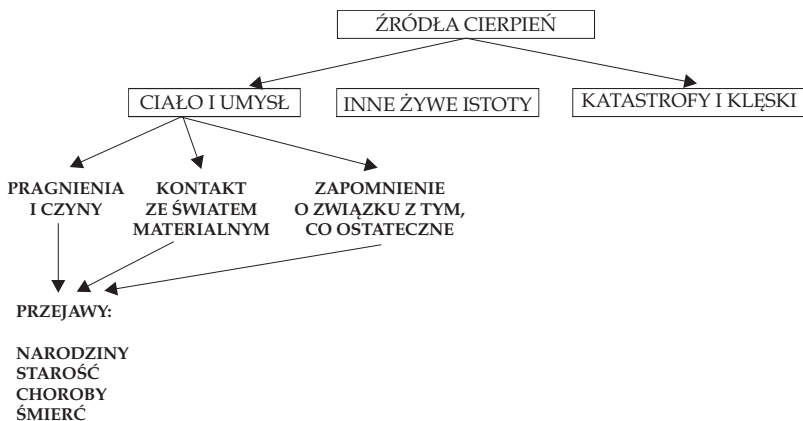 ŹRÓDŁA CIERPIEŃ
CIAŁO I UMYSŁ
INNE ŻYWE ISTOTY
KATASTROFY I KLĘSKI
PRAGNIENIA
I CZYNY
KONTAKT
ZE ŚWIATEM
MATERIALNYM
ZAPOMNIENIE
O ZWIĄZKU Z TYM,
CO OSTATECZNE
PRZEJAWY:
NARODZINY
STAROŚĆ
CHOROBY
ŚMIERĆ